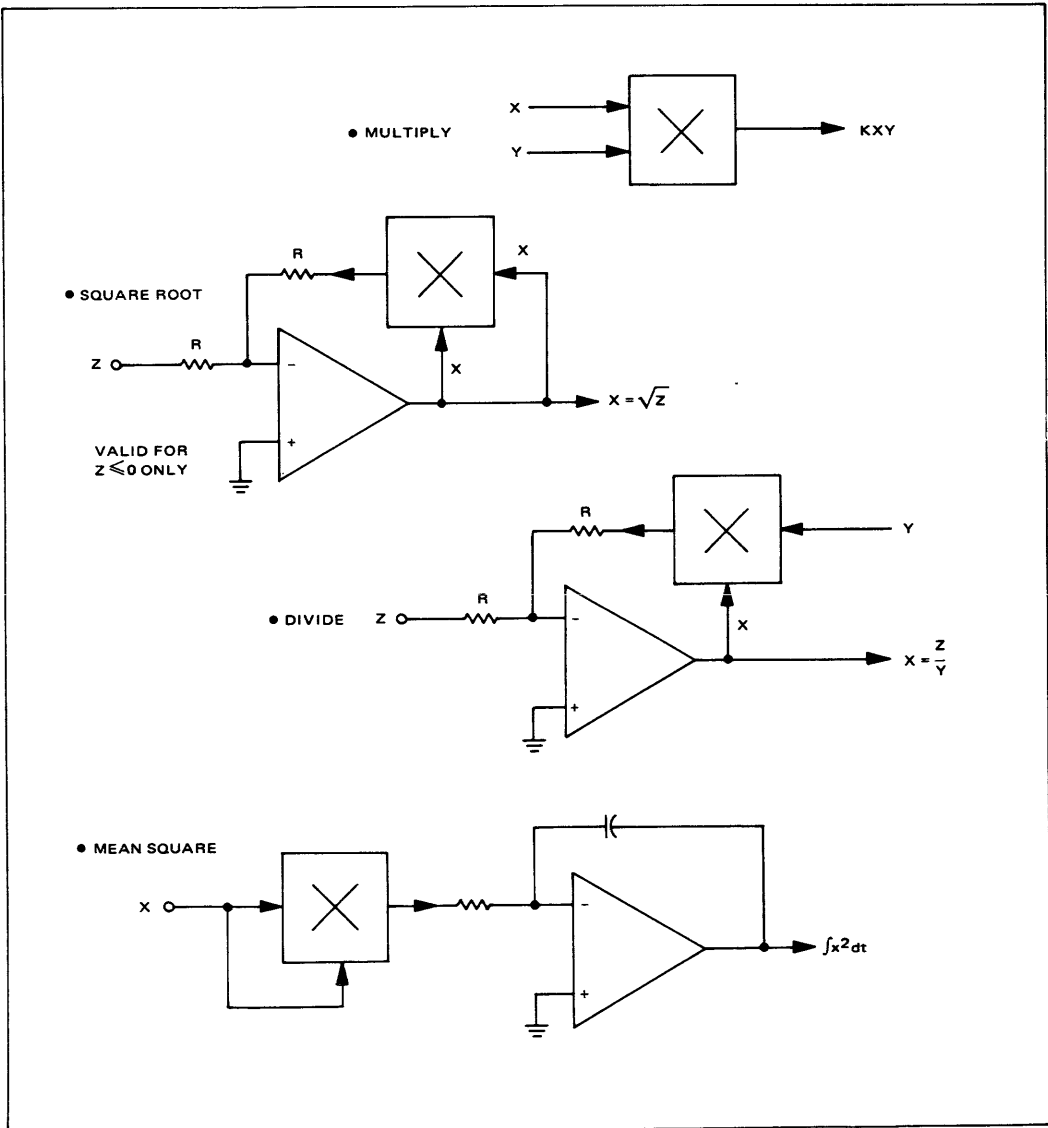 X
• MULTIPLY
Y
KXY
• SQUARE ROOT
R
X
R
Z
−
X
X = √Z
+
VALID FOR
Z ⩽ 0 ONLY
R
Y
• DIVIDE
Z
R
−
X
X = Z/Y
+
• MEAN SQUARE
X
−
∫x²dt
+